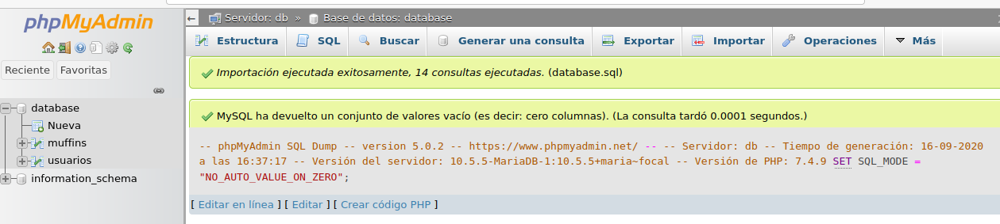 phpMyAdmin
Servidor: db » Base de datos: database
Estructura SQL Buscar Generar una consulta Exportar Importar Operaciones Más
Reciente Favoritas
database
Nueva
muffins
usuarios
information_schema
Importación ejecutada exitosamente, 14 consultas ejecutadas. (database.sql)
MySQL ha devuelto un conjunto de valores vacío (es decir: cero columnas). (La consulta tardó 0.0001 segundos.)
-- phpMyAdmin SQL Dump -- version 5.0.2 -- https://www.phpmyadmin.net/ -- -- Servidor: db -- Tiempo de generación: 16-09-2020
a las 16:37:17 -- Versión del servidor: 10.5.5-MariaDB-1:10.5.5+maria~focal -- Versión de PHP: 7.4.9 SET SQL_MODE =
"NO_AUTO_VALUE_ON_ZERO";
[ Editar en línea ] [ Editar ] [ Crear código PHP ]